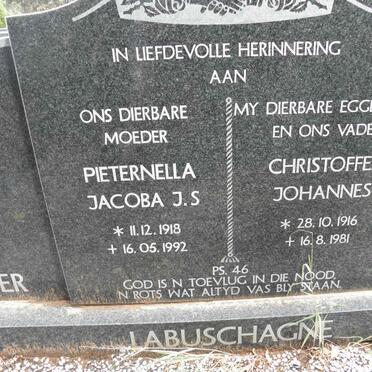 IN LIEFDEVOLLE HERINNERING
AAN
ONS DIERBARE
MOEDER
PIETERNELLA
JACOBA J.S
* 11.12.1918
+ 16.05.1992
MY DIERBARE EGGE
EN ONS VADE
CHRISTOFFE
JOHANNES
* 28.10.1916
+ 16.8.1981
PS. 46
GOD IS N TOEVLUG IN DIE NOOD,
'N ROTS WAT ALTYD VAS BLY STAAN.
ER
LABUSCHAGNE